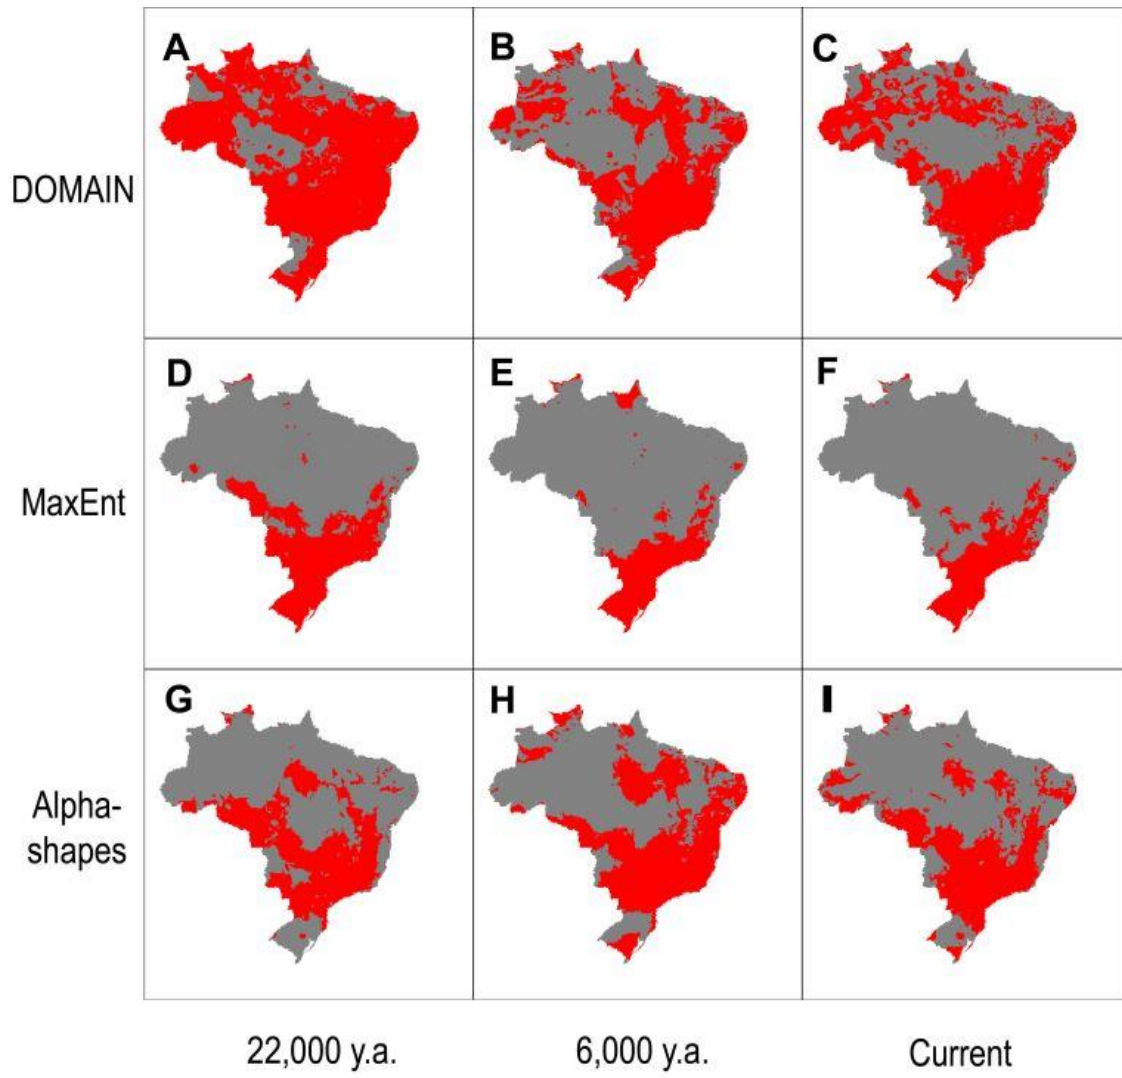 A B C
DOMAIN
D E F
MaxEnt
G H I
Alpha-
shapes
22,000 y.a. 6,000 y.a. Current